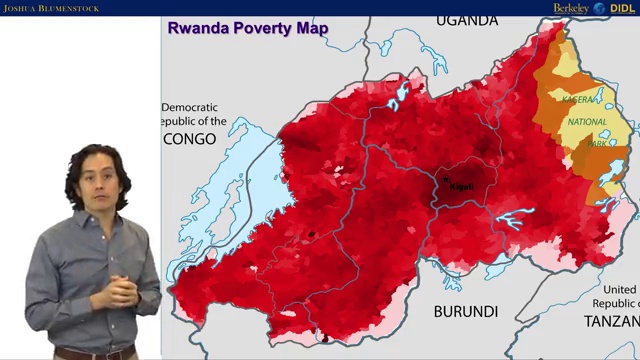 JOSHUA BLUMENSTOCK
Berkeley DIDL
Rwanda Poverty Map
UGANDA
Democratic
Republic of the
CONGO
KAGERA
NATIONAL
PARK
Kigali
BURUNDI
United
Republic of
TANZAN